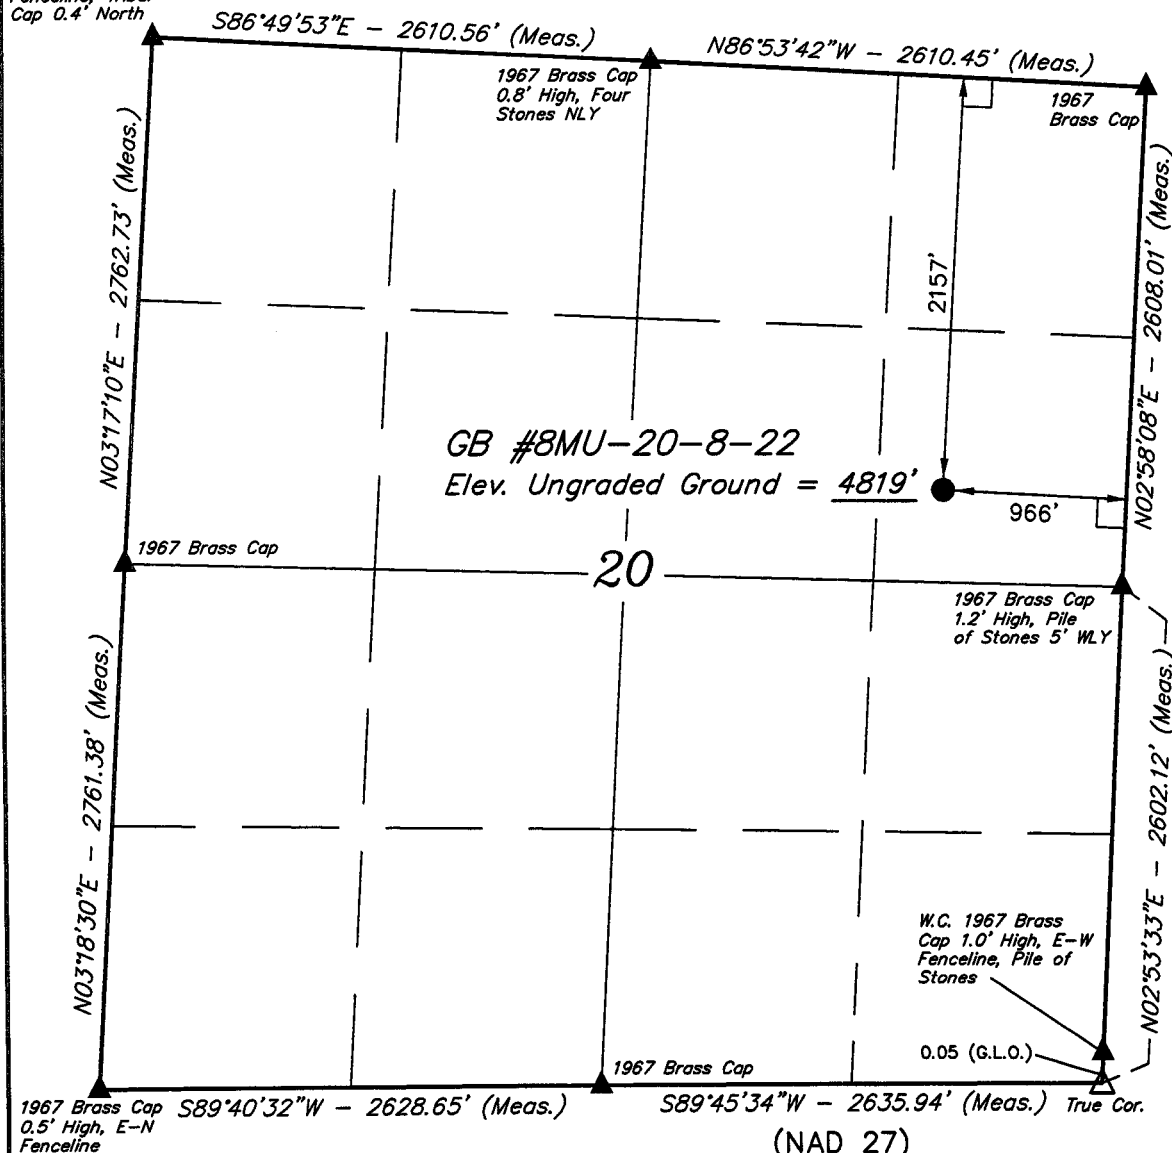 Cap 0.4' North
S86°49'53"E - 2610.56' (Meas.)
N86°53'42"W - 2610.45' (Meas.)
1967 Brass Cap
0.8' High, Four
Stones NLY
1967
Brass Cap
N03°17'10"E - 2762.73' (Meas.)
N02°58'08"E - 2608.01' (Meas.)
2157'
GB #8MU-20-8-22
Elev. Ungraded Ground = 4819'
966'
1967 Brass Cap
20
1967 Brass Cap
1.2' High, Pile
of Stones 5' WLY
N03°18'30"E - 2761.38' (Meas.)
N02°53'33"E - 2602.12' (Meas.)
W.C. 1967 Brass
Cap 1.0' High, E-W
Fenceline, Pile of
Stones
0.05 (G.L.O.)
1967 Brass Cap
1967 Brass Cap
0.5' High, E-N
Fenceline
S89°40'32"W - 2628.65' (Meas.)
S89°45'34"W - 2635.94' (Meas.)
True Cor.
(NAD 27)